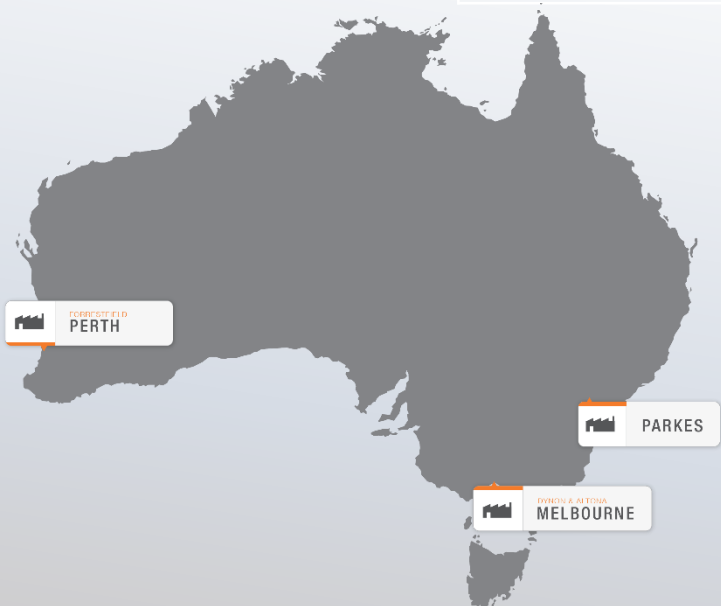 FORRESTFIELD
PERTH
PARKES
DYNON & ALTONA
MELBOURNE